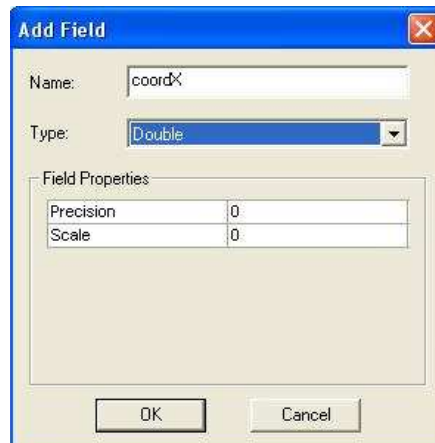 Add Field
Name: coordX
Type: Double
Field Properties
Precision 0
Scale 0
OK Cancel